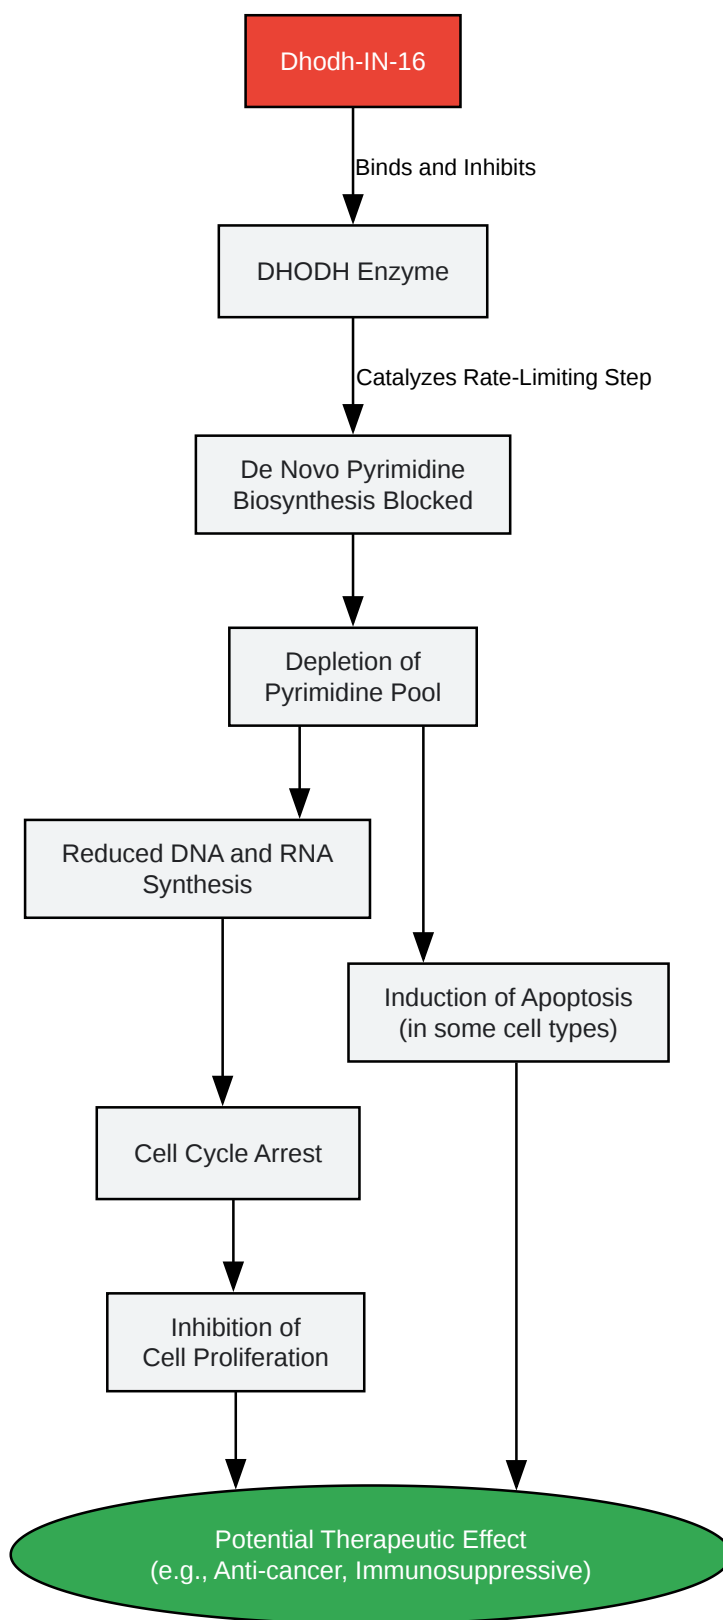 Dhodh-IN-16
Binds and Inhibits
DHODH Enzyme
Catalyzes Rate-Limiting Step
De Novo Pyrimidine
Biosynthesis Blocked
Depletion of
Pyrimidine Pool
Reduced DNA and RNA
Synthesis
Induction of Apoptosis
(in some cell types)
Cell Cycle Arrest
Inhibition of
Cell Proliferation
Potential Therapeutic Effect
(e.g., Anti-cancer, Immunosuppressive)